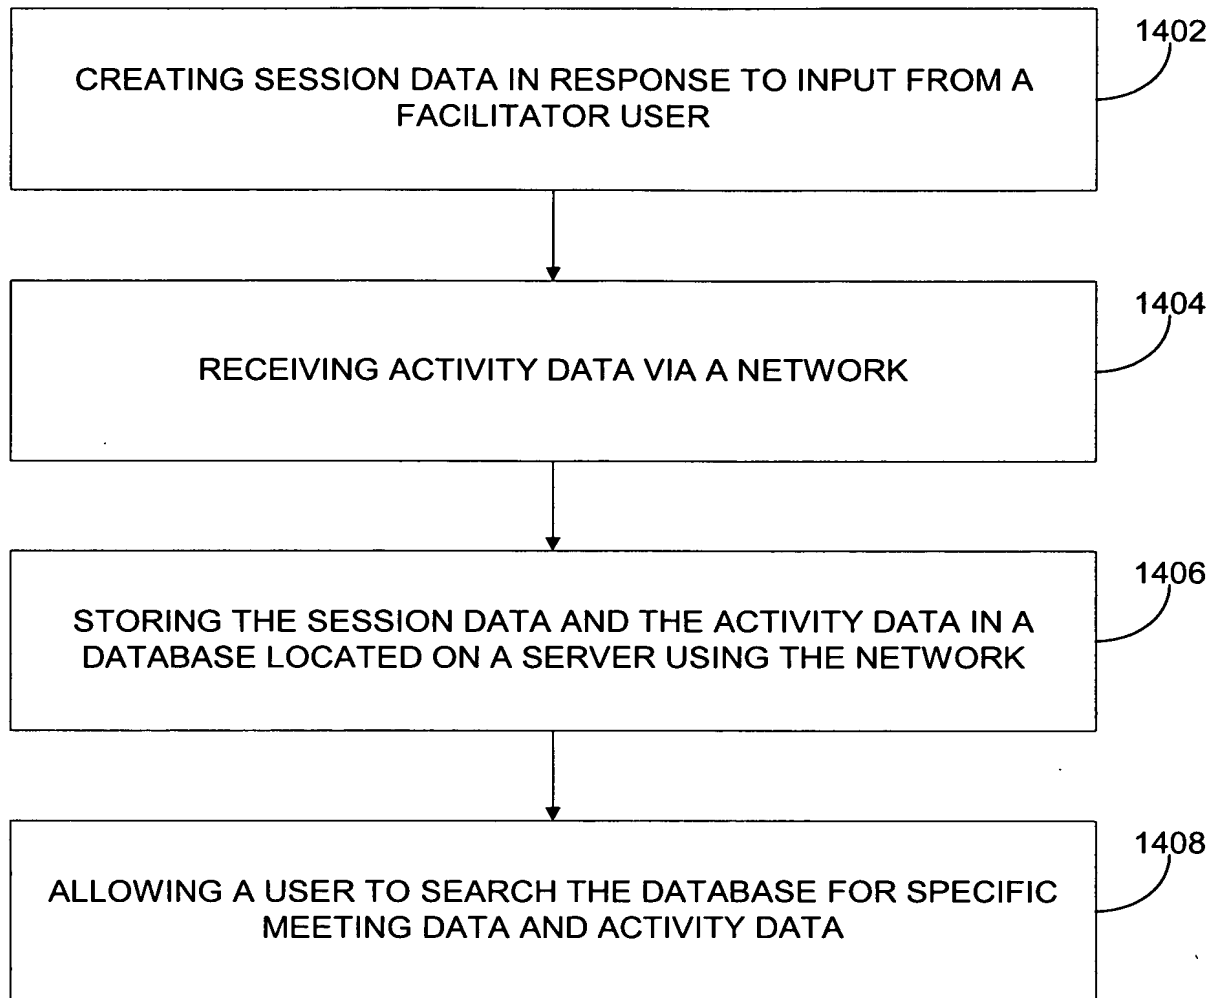 1402
CREATING SESSION DATA IN RESPONSE TO INPUT FROM A
FACILITATOR USER
1404
RECEIVING ACTIVITY DATA VIA A NETWORK
1406
STORING THE SESSION DATA AND THE ACTIVITY DATA IN A
DATABASE LOCATED ON A SERVER USING THE NETWORK
1408
ALLOWING A USER TO SEARCH THE DATABASE FOR SPECIFIC
MEETING DATA AND ACTIVITY DATA